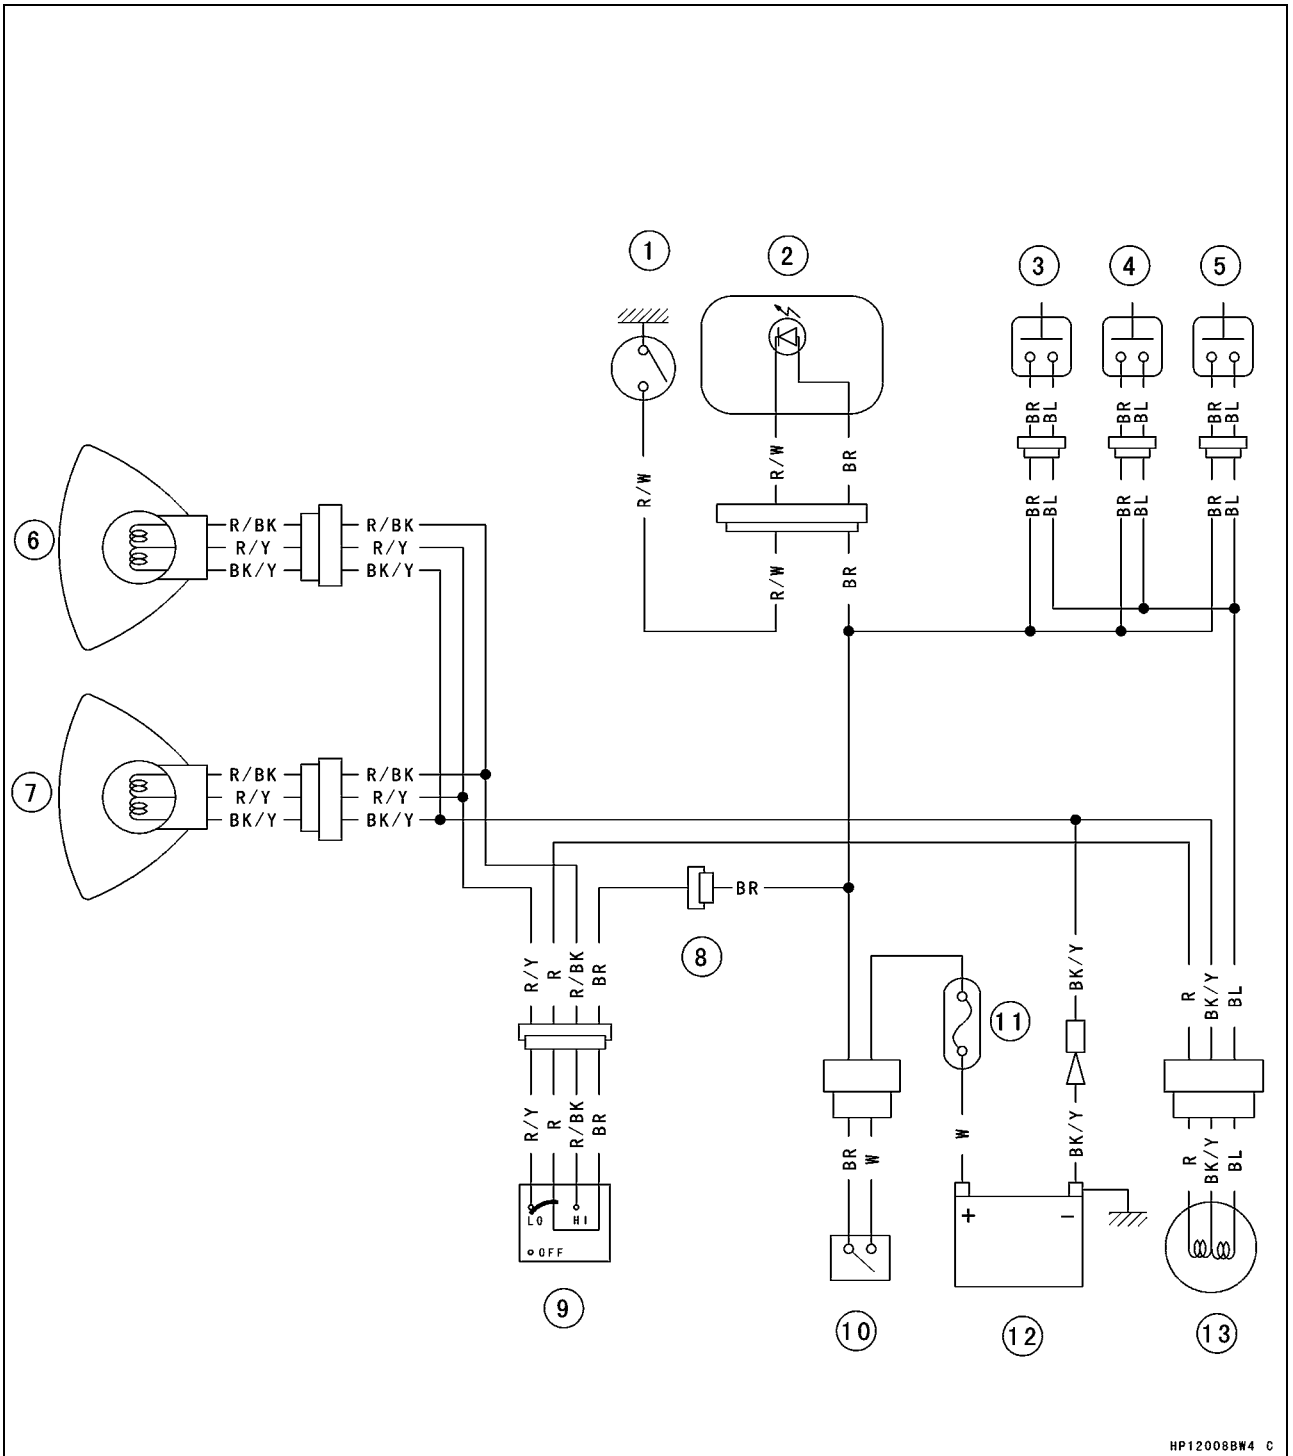 1
2
3 4 5
BR BL BR BL BR BL
R/W BR
R/W
BR BL BR BL BR BL
6
R/BK R/BK
R/Y R/Y
BK/Y BK/Y
R/W BR
7
R/BK R/BK
R/Y R/Y
BK/Y BK/Y
BR
8
R/Y R R/BK BR
BK/Y
R BK/Y BL
11
R/Y R R/BK BR
BR W
W
BK/Y
R BK/Y BL
LO HI
OFF
+ −
9
10
12
13
HP12008BW4 C